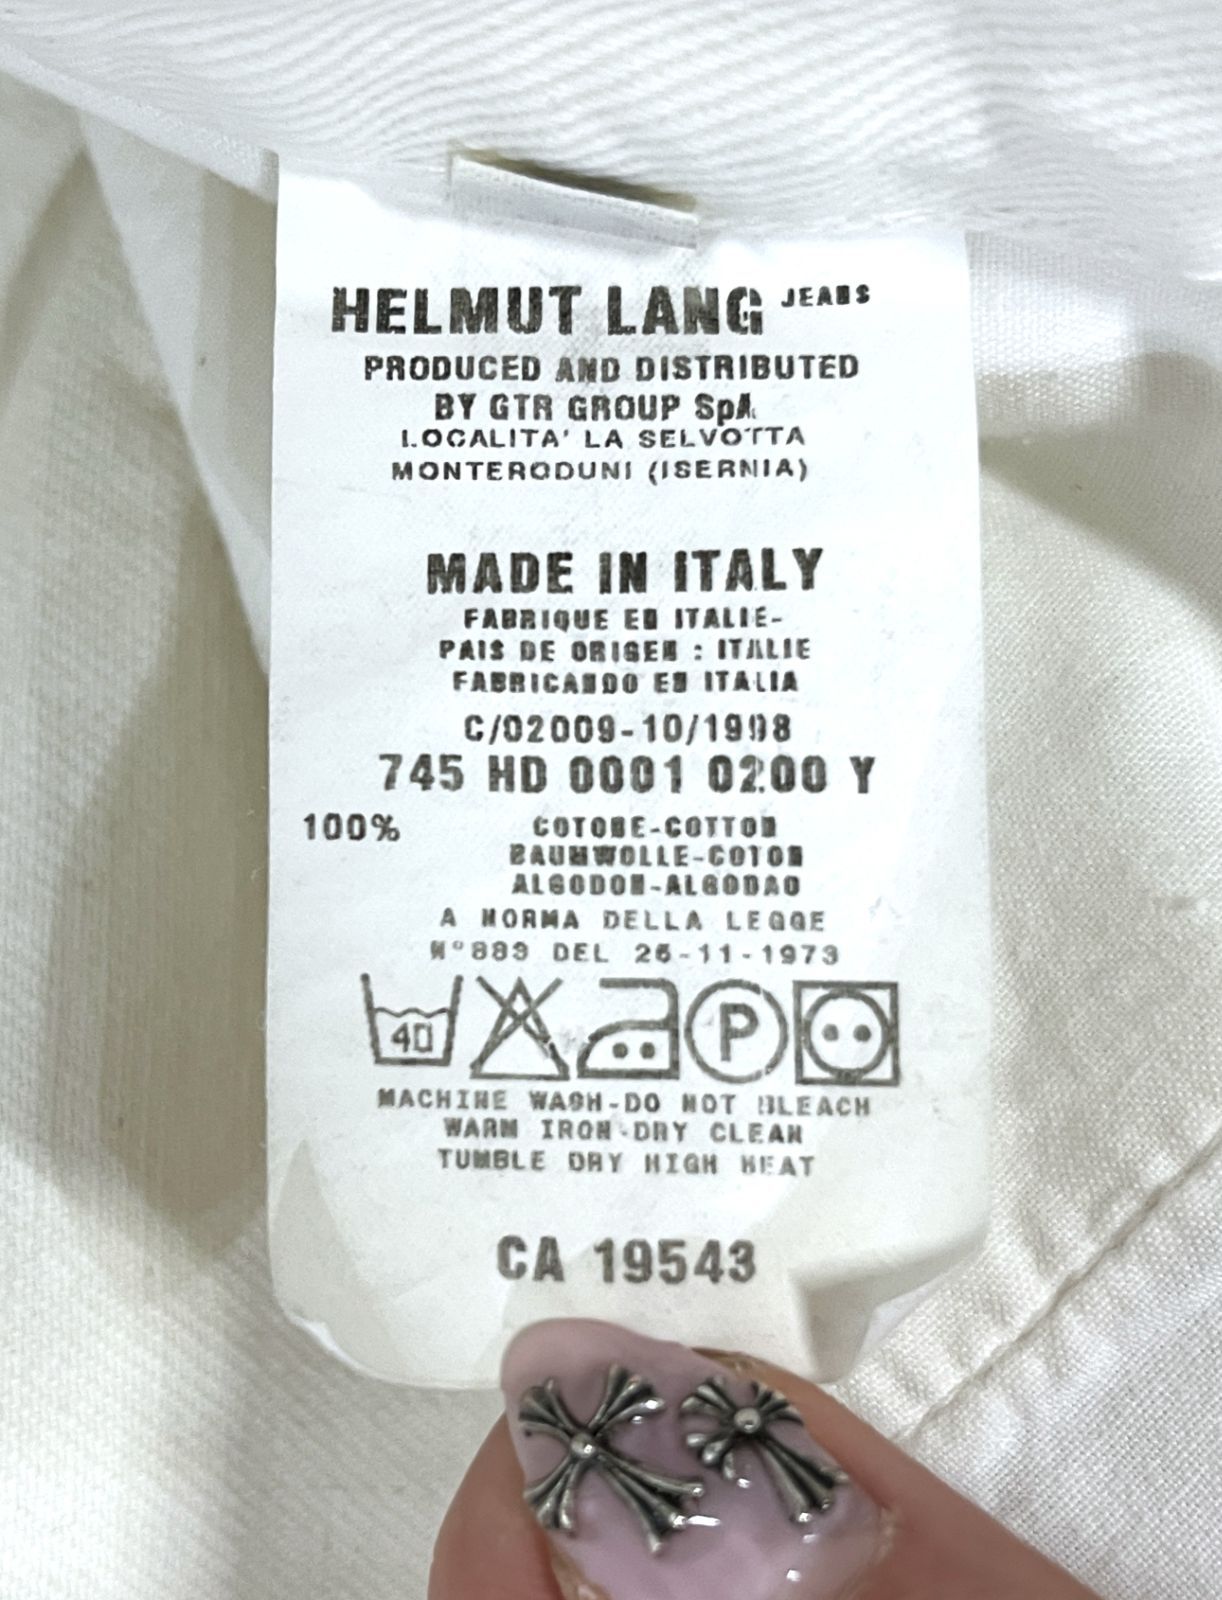 HELMUT LANG JEANS
PRODUCED AND DISTRIBUTED
BY GTR GROUP SpA
LOCALITA' LA SELVOTTA
MONTERODUNI (ISERNIA)
MADE IN ITALY
FABRIQUE EN ITALIE-
PAIS DE ORIGEN : ITALIE
FABRICANDO EN ITALIA
C/02009-10/1998
745 HD 0001 0200 Y
100% COTONE-COTTON
BAUMWOLLE-COTON
ALGODON-ALGODAO
A NORMA DELLA LEGGE
N°883 DEL 26-11-1973
40 P
MACHINE WASH-DO NOT BLEACH
WARM IRON-DRY CLEAN
TUMBLE DRY HIGH HEAT
CA 19543